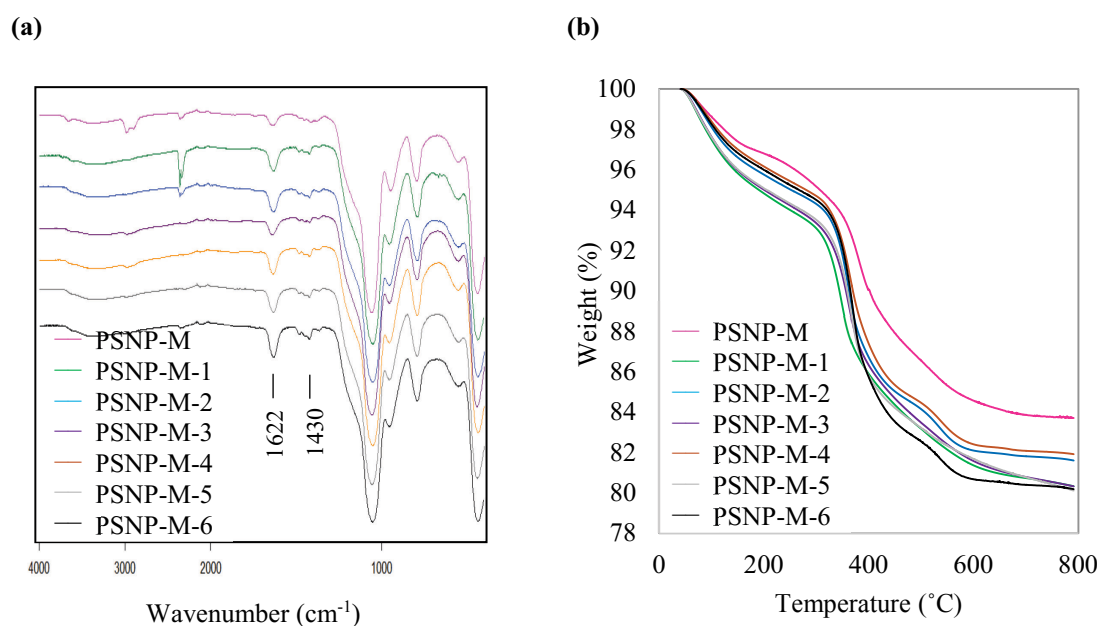 (a)
PSNP-M
PSNP-M-1
PSNP-M-2
PSNP-M-3
PSNP-M-4
PSNP-M-5
PSNP-M-6
1622
1430
4000 3000 2000 1000
Wavenumber (cm-1)
(b)
100
98
96
94
92
90
88
86
84
82
80
78
Weight (%)
PSNP-M
PSNP-M-1
PSNP-M-2
PSNP-M-3
PSNP-M-4
PSNP-M-5
PSNP-M-6
0 200 400 600 800
Temperature (˚C)